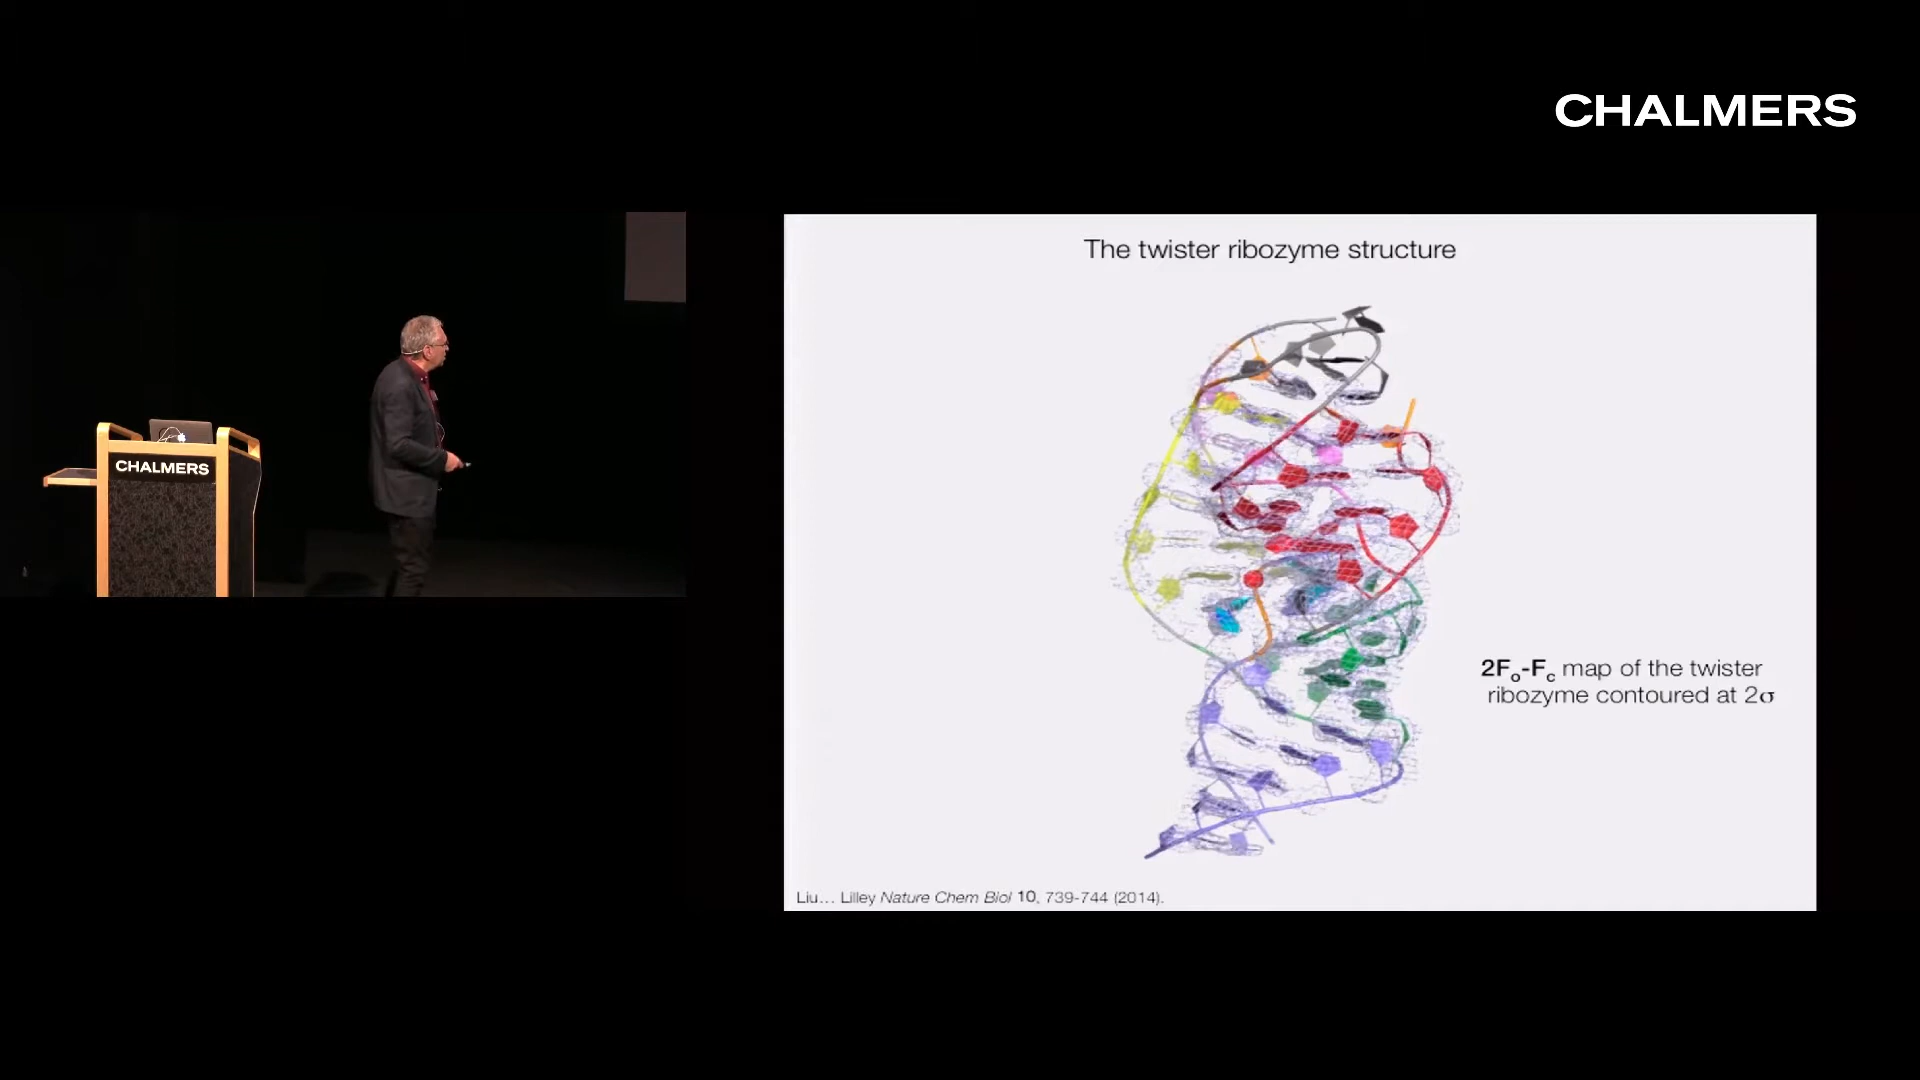 CHALMERS
CHALMERS
The twister ribozyme structure
2Fo-Fc map of the twister
ribozyme contoured at 2σ
Liu... Lilley Nature Chem Biol 10, 739-744 (2014).